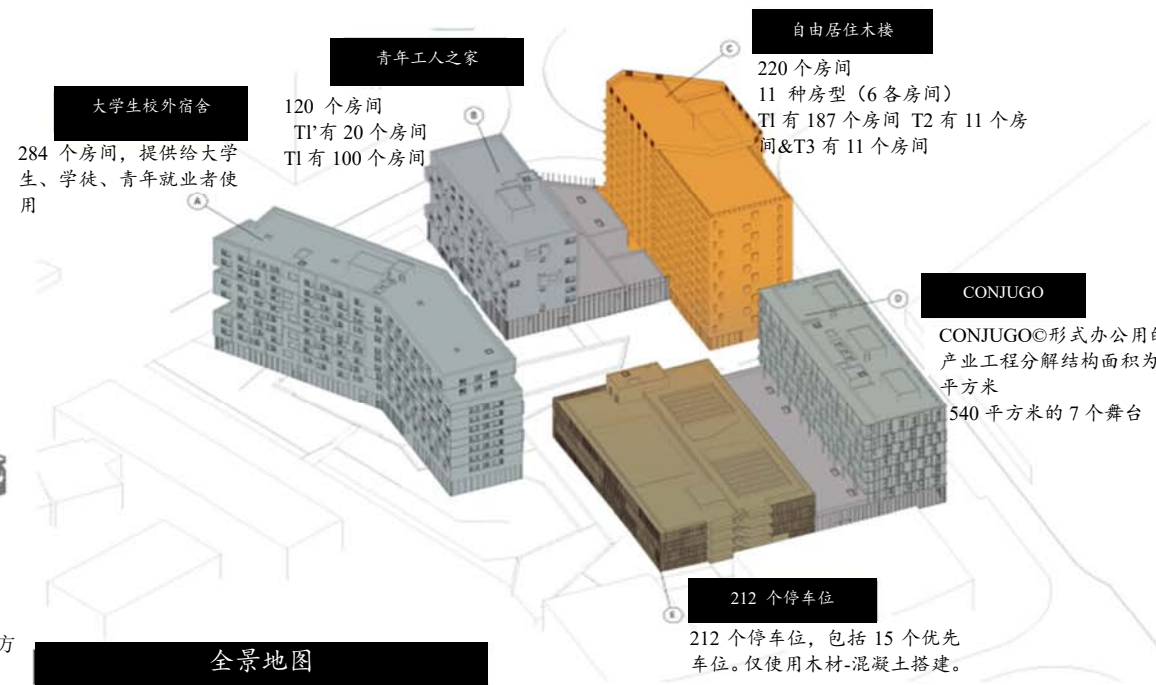 大学生校外宿舍
284 个房间，提供给大学
生、学徒、青年就业者使
用
A
青年工人之家
120 个房间
Tl’有 20 个房间
Tl 有 100 个房间
B
自由居住木楼
220 个房间
11 种房型（6 各房间）
Tl 有 187 个房间 T2 有 11 个房
间&T3 有 11 个房间
C
CONJUGO
CONJUGO©形式办公用的
产业工程分解结构面积为
平方米
540 平方米的 7 个舞台
D
212 个停车位
212 个停车位，包括 15 个优先
车位。仅使用木材-混凝土搭建。
E
方
全景地图